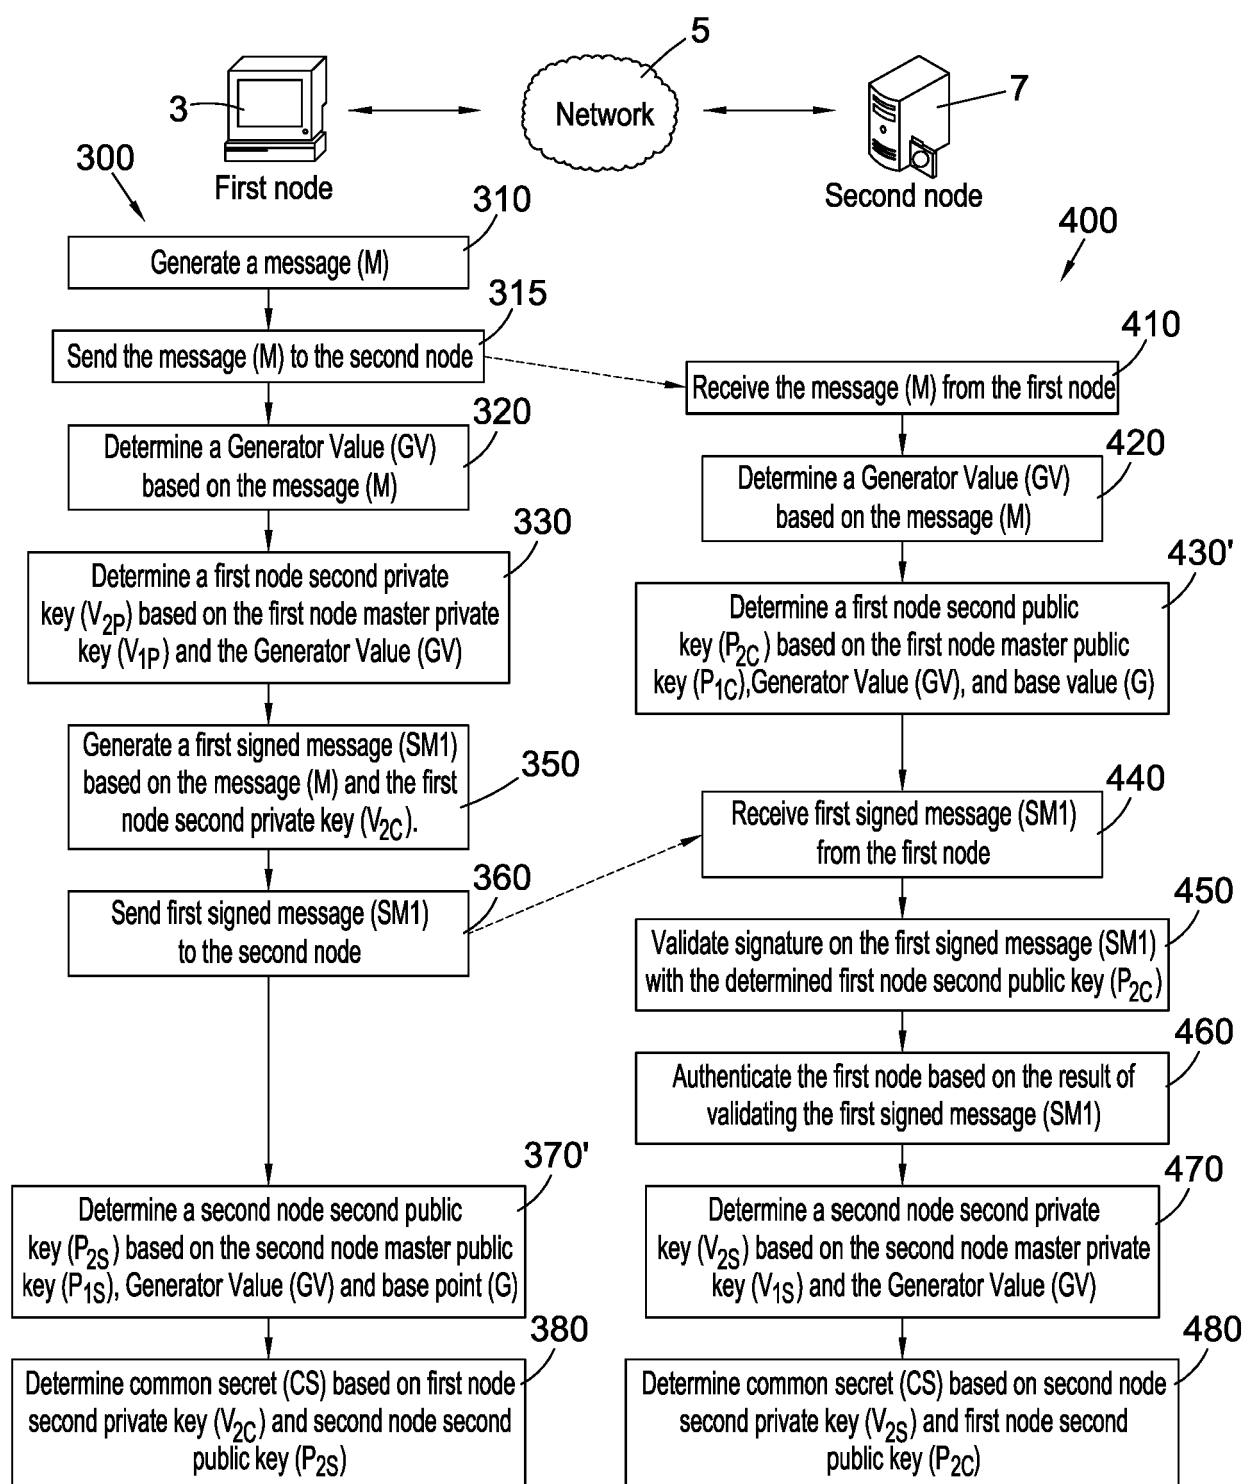 5
3
Network
7
First node
Second node
300
310
Generate a message (M)
315
Send the message (M) to the second node
320
Determine a Generator Value (GV)
based on the message (M)
330
Determine a first node second private
key (V2P) based on the first node master private
key (V1P) and the Generator Value (GV)
Generate a first signed message (SM1)
based on the message (M) and the first
node second private key (V2C).
350
360
Send first signed message (SM1)
to the second node
370'
Determine a second node second public
key (P2S) based on the second node master public
key (P1S), Generator Value (GV) and base point (G)
380
Determine common secret (CS) based on first node
second private key (V2C) and second node second
public key (P2S)
400
410
Receive the message (M) from the first node
420
Determine a Generator Value (GV)
based on the message (M)
430'
Determine a first node second public
key (P2C) based on the first node master public
key (P1C),Generator Value (GV), and base value (G)
440
Receive first signed message (SM1)
from the first node
450
Validate signature on the first signed message (SM1)
with the determined first node second public key (P2C)
460
Authenticate the first node based on the result of
validating the first signed message (SM1)
470
Determine a second node second private
key (V2S) based on the second node master private
key (V1S) and the Generator Value (GV)
480
Determine common secret (CS) based on second node
second private key (V2S) and first node second
public key (P2C)